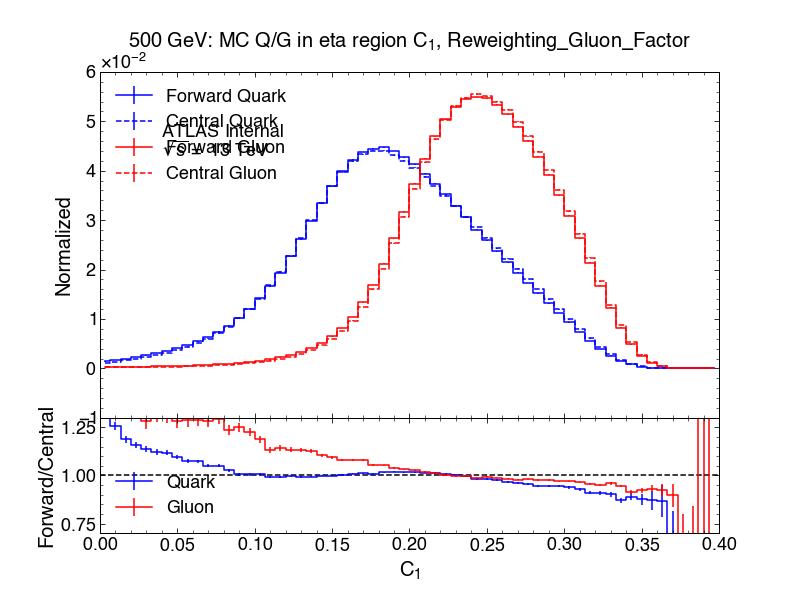 500 GeV: MC Q/G in eta region C₁, Reweighting_Gluon_Factor
×10⁻²
6
5
4
3
2
1
0
−1
Normalized
Forward Quark
Central Quark
ATLAS Internal
Forward Gluon
√s = 13 TeV
Central Gluon
1.25
1.00
0.75
Forward/Central
Quark
Gluon
0.00 0.05 0.10 0.15 0.20 0.25 0.30 0.35 0.40
C₁